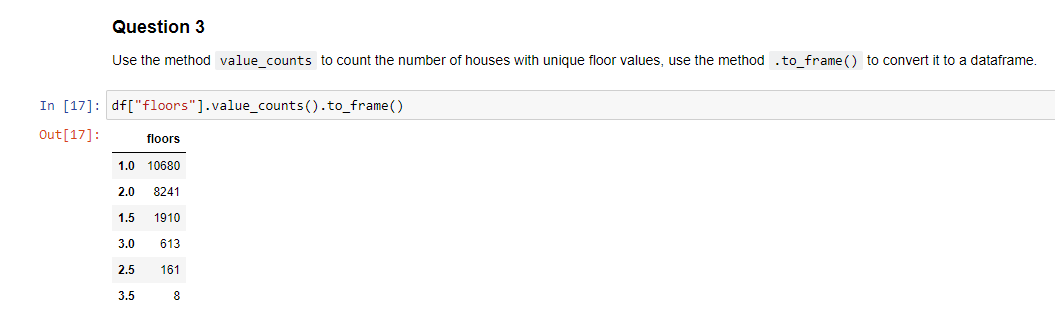 Question 3
Use the method value_counts to count the number of houses with unique floor values, use the method .to_frame() to convert it to a dataframe.
In [17]: df["floors"].value_counts().to_frame()
Out[17]:
floors
1.0 10680
2.0 8241
1.5 1910
3.0 613
2.5 161
3.5 8